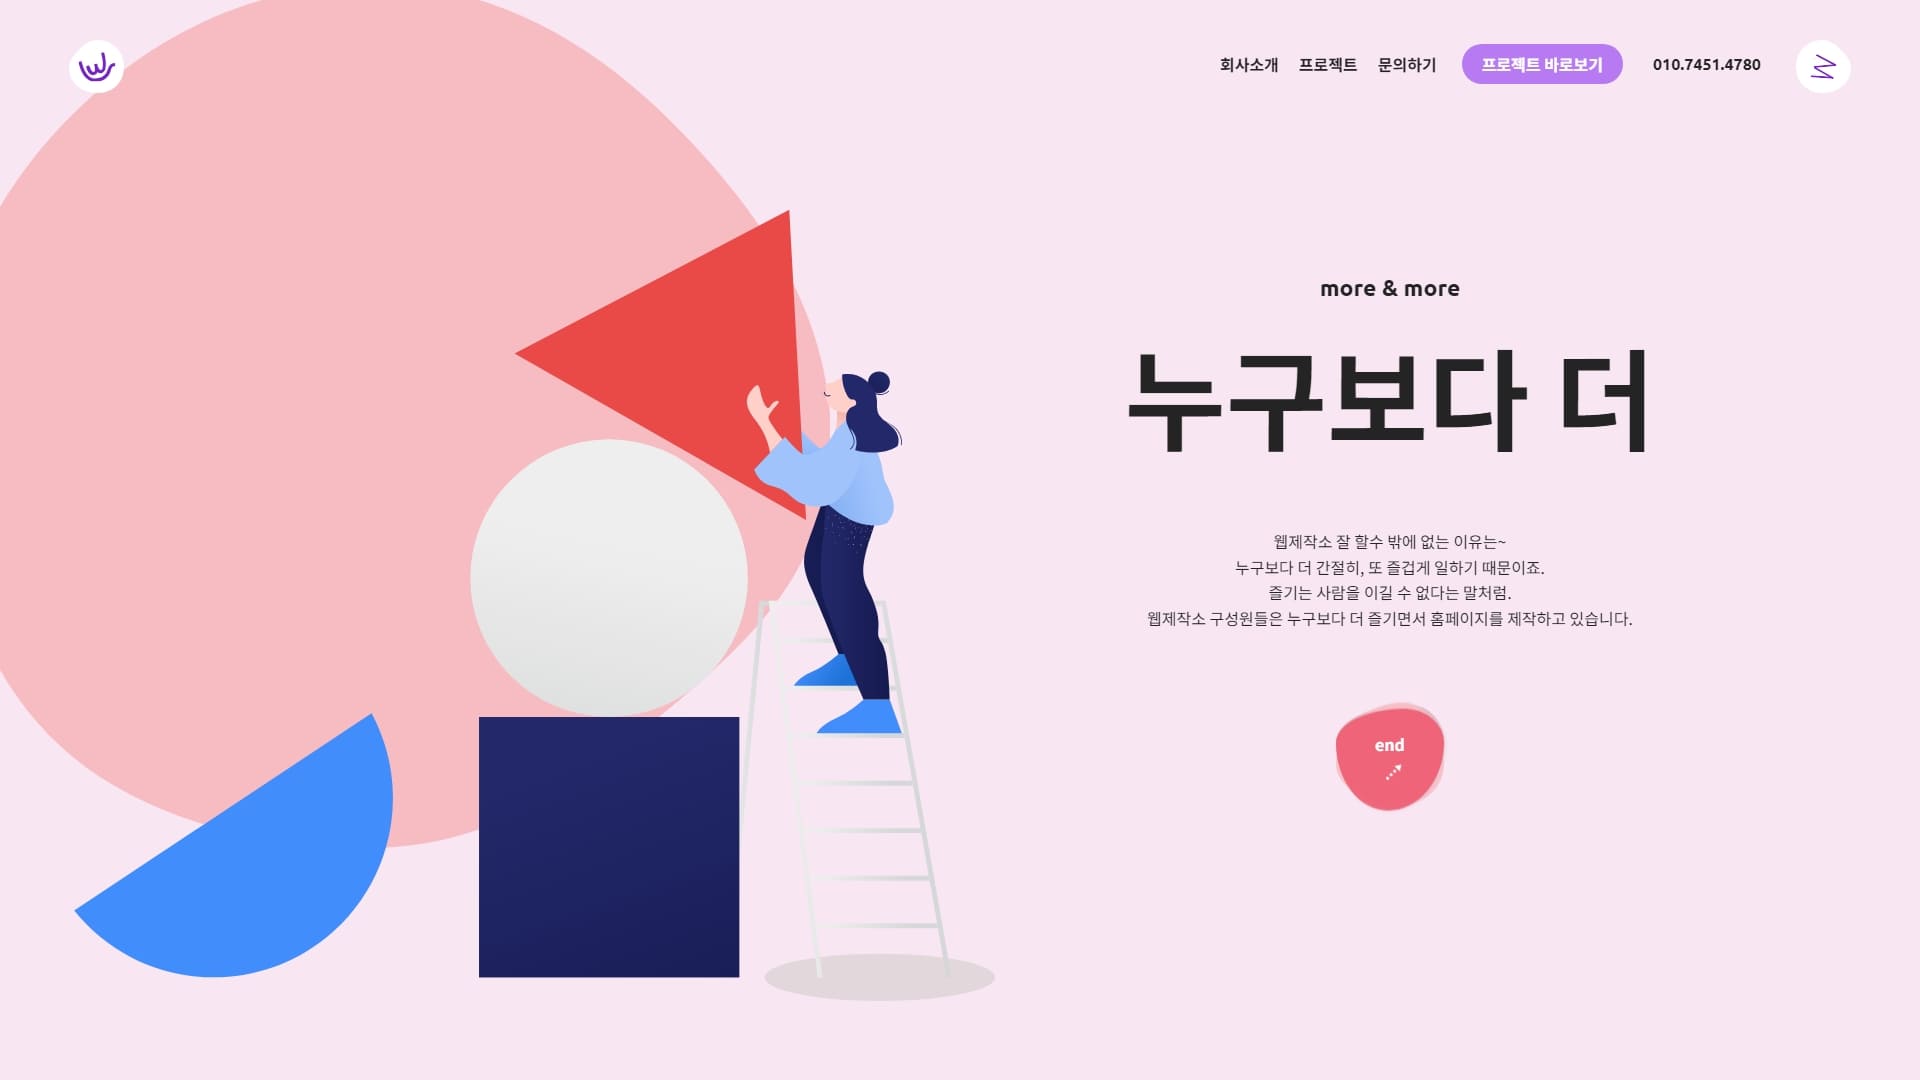 회사소개 프로젝트 문의하기 프로젝트 바로보기 010.7451.4780
more & more
누구보다 더
웹제작소 잘 할수 밖에 없는 이유는~
누구보다 더 간절히, 또 즐겁게 일하기 때문이죠.
즐기는 사람을 이길 수 없다는 말처럼.
웹제작소 구성원들은 누구보다 더 즐기면서 홈페이지를 제작하고 있습니다.
end